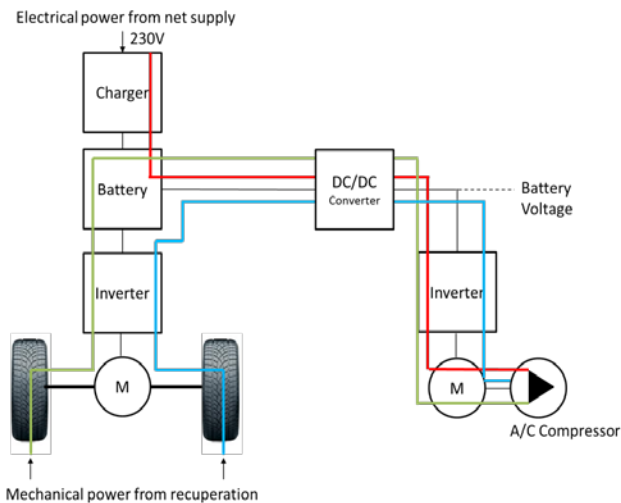 Electrical power from net supply
230V
Charger
Battery
DC/DC
Converter
Battery
Voltage
Inverter
Inverter
M
M
A/C Compressor
Mechanical power from recuperation